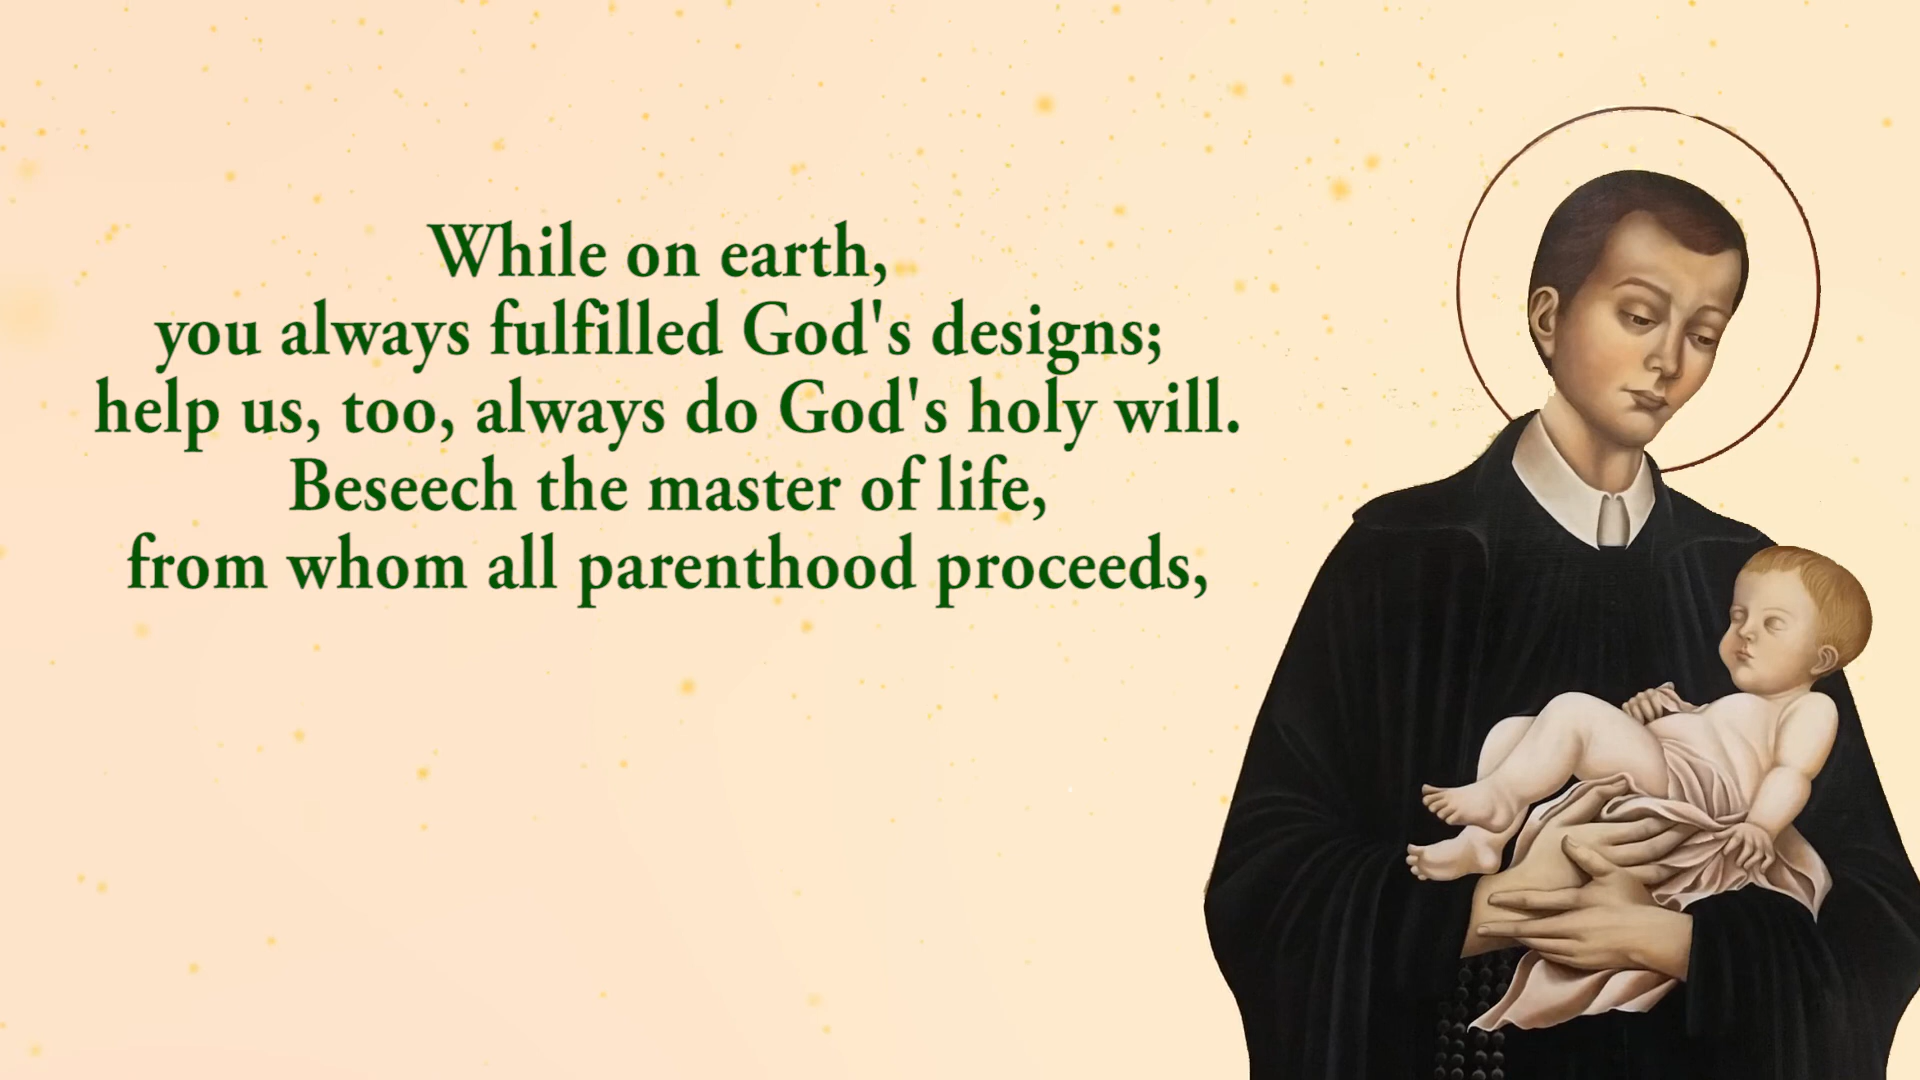 While on earth,
you always fulfilled God's designs;
help us, too, always do God's holy will.
Beseech the master of life,
from whom all parenthood proceeds,